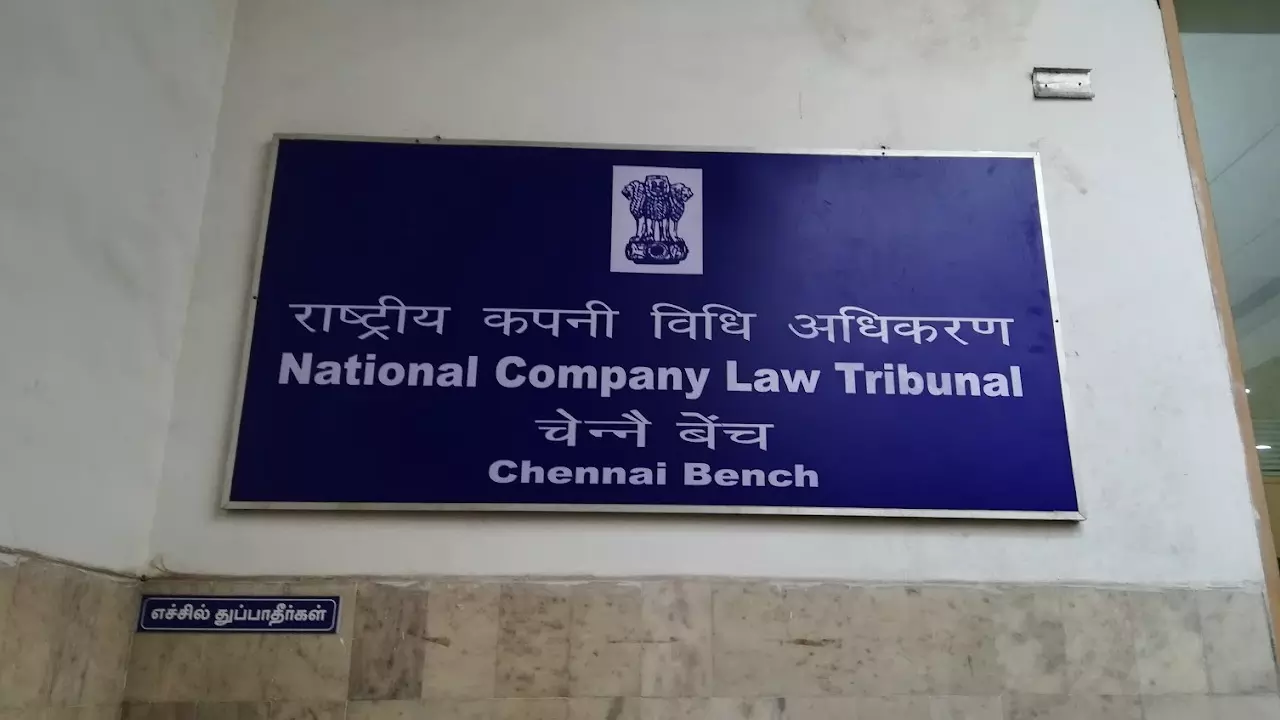 राष्ट्रीय कपनी विधि अधिकरण
National Company Law Tribunal
चेन्नै बेंच
Chennai Bench
எச்சில் துப்பாதீர்கள்